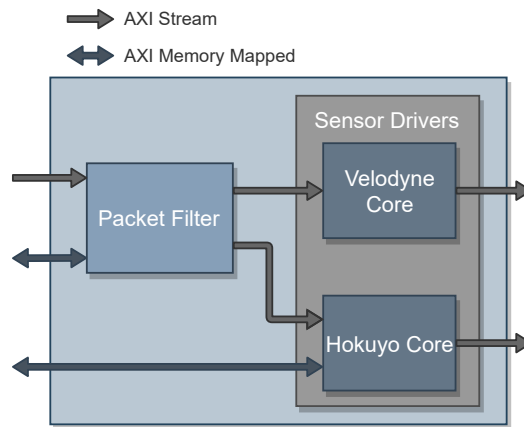 AXI Stream
AXI Memory Mapped
Sensor Drivers
Velodyne
Core
Packet Filter
Hokuyo Core